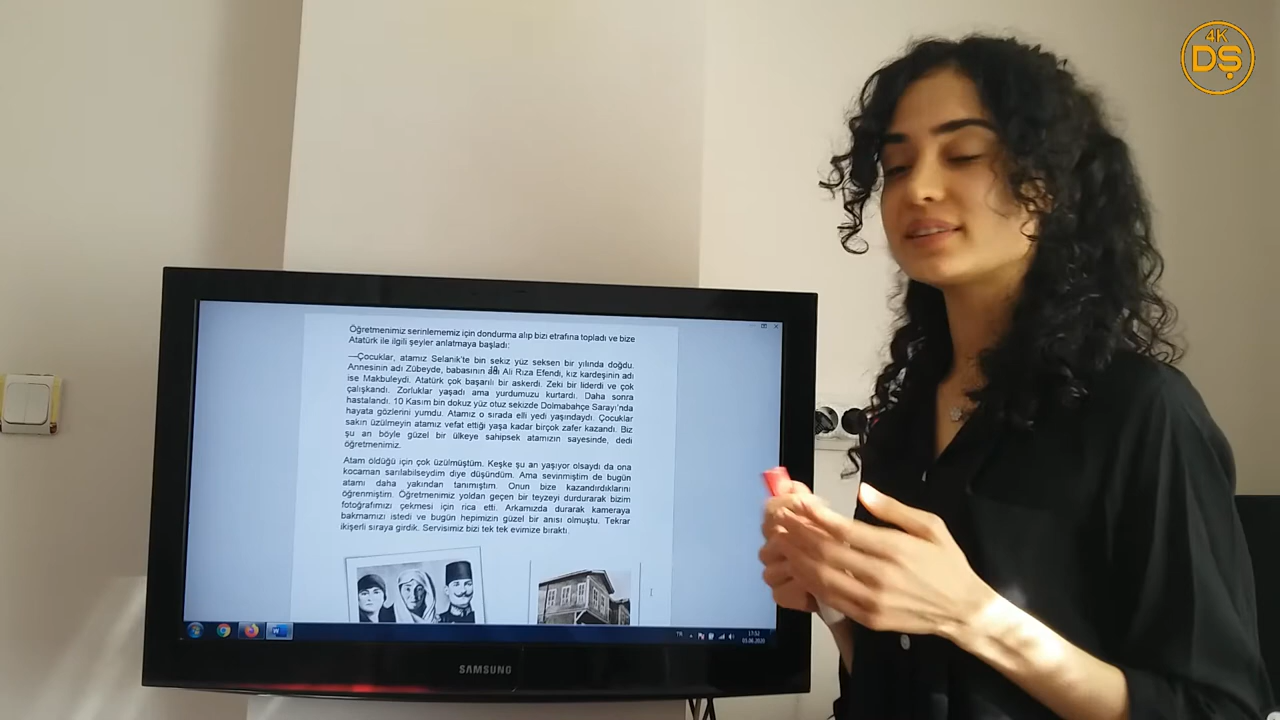 4K
DŞ
Öğretmenimiz serinlememiz için dondurma alıp bizi etrafına topladı ve bize
Atatürk ile ilgili şeyler anlatmaya başladı:
—Çocuklar, atamız Selanik'te bin sekiz yüz seksen bir yılında doğdu.
Annesinin adı Zübeyde, babasının adı Ali Rıza Efendi, kız kardeşinin adı
ise Makbuleydi. Atatürk çok başarılı bir askerdi. Zeki bir liderdi ve çok
çalışkandı. Zorluklar yaşadı ama yurdumuzu kurtardı. Daha sonra
hastalandı. 10 Kasım bin dokuz yüz otuz sekizde Dolmabahçe Sarayı'nda
hayata gözlerini yumdu. Atamız o sırada elli yedi yaşındaydı. Çocuklar
sakın üzülmeyin atamız vefat ettiği yaşa kadar birçok zafer kazandı. Biz
şu an böyle güzel bir ülkeye sahipsek atamızın sayesinde, dedi
öğretmenimiz.
Atam öldüğü için çok üzülmüştüm. Keşke şu an yaşıyor olsaydı da ona
kocaman sarılabilseydim diye düşündüm. Ama sevinmiştim de bugün
atamı daha yakından tanımıştım. Onun bize kazandırdıklarını
öğrenmiştim. Öğretmenimiz yoldan geçen bir teyzeyi durdurarak bizim
fotoğrafımızı çekmesi için rica etti. Arkamızda durarak kameraya
bakmamızı istedi ve bugün hepimizin güzel bir anısı olmuştu. Tekrar
ikişerli sıraya girdik. Servisimiz bizi tek tek evimize bıraktı.
TR
17:52
03.06.2020
SAMSUNG